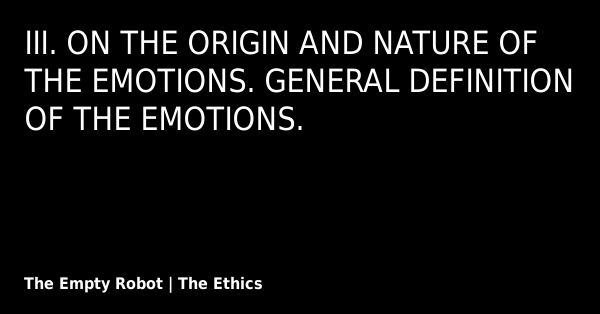 III. ON THE ORIGIN AND NATURE OF
THE EMOTIONS. GENERAL DEFINITION
OF THE EMOTIONS.
The Empty Robot | The Ethics